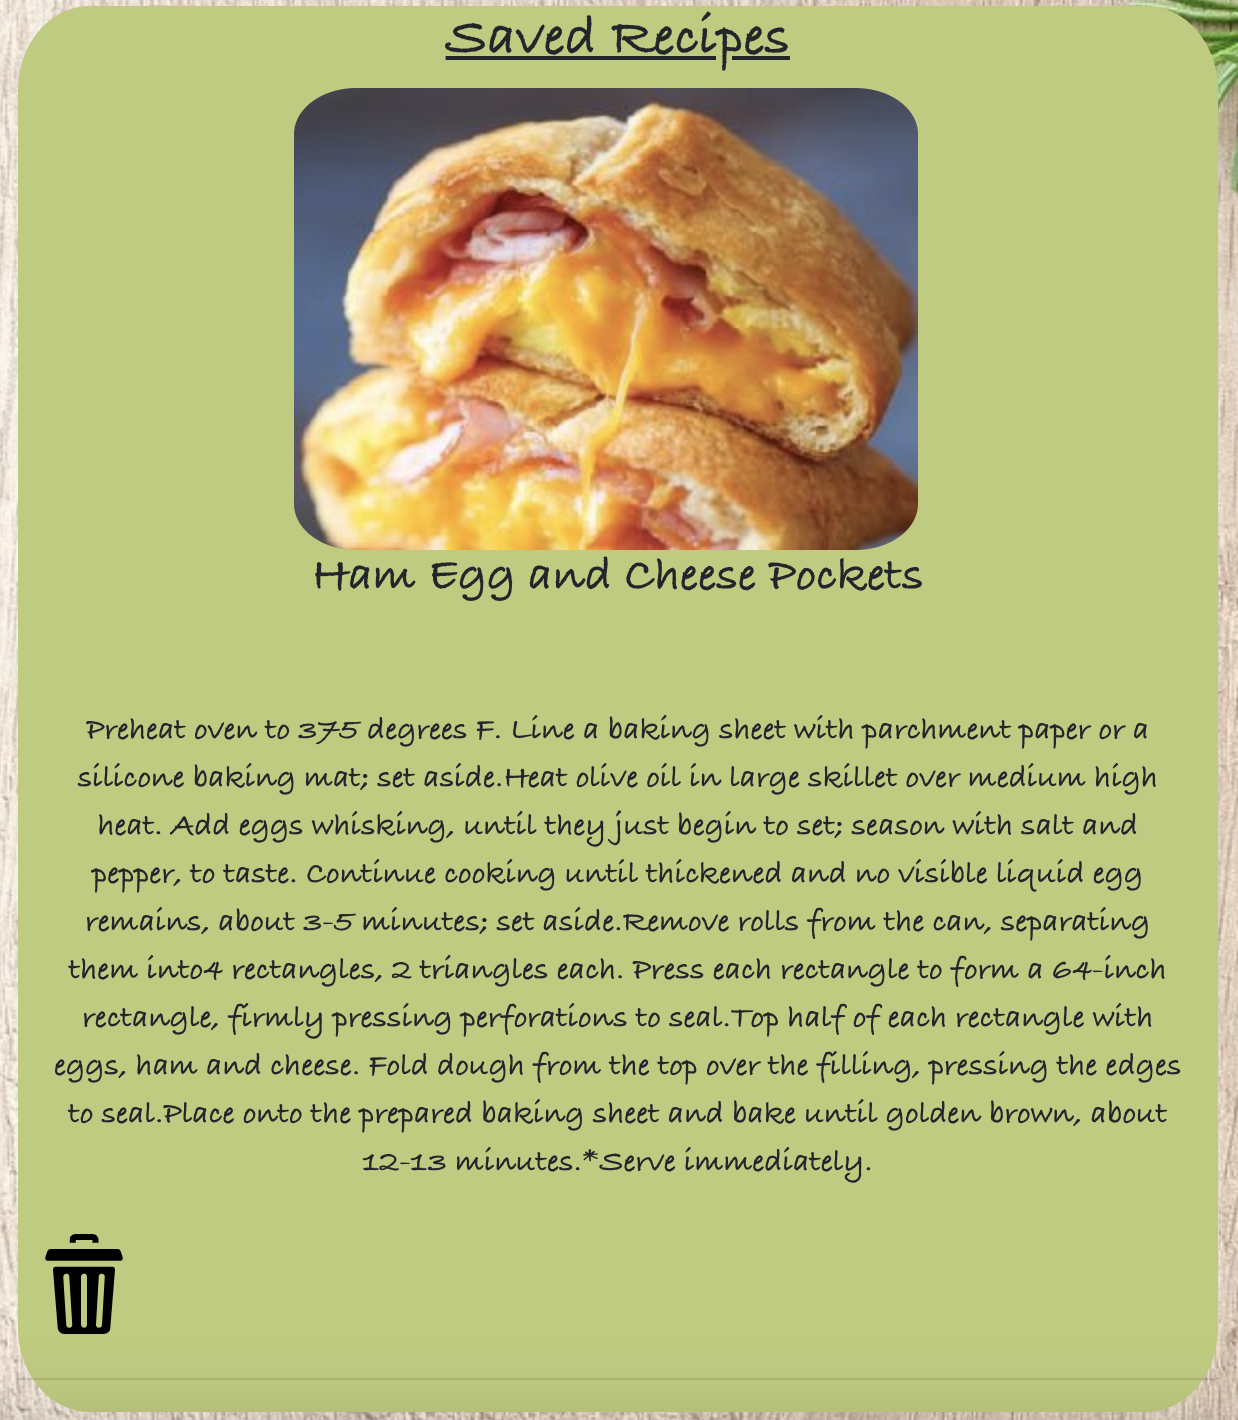 Saved Recipes
Ham Egg and Cheese Pockets
Preheat oven to 375 degrees F. Line a baking sheet with parchment paper or a
silicone baking mat; set aside.Heat olive oil in large skillet over medium high
heat. Add eggs whisking, until they just begin to set; season with salt and
pepper, to taste. Continue cooking until thickened and no visible liquid egg
remains, about 3-5 minutes; set aside.Remove rolls from the can, separating
them into4 rectangles, 2 triangles each. Press each rectangle to form a 64-inch
rectangle, firmly pressing perforations to seal.Top half of each rectangle with
eggs, ham and cheese. Fold dough from the top over the filling, pressing the edges
to seal.Place onto the prepared baking sheet and bake until golden brown, about
12-13 minutes.*Serve immediately.